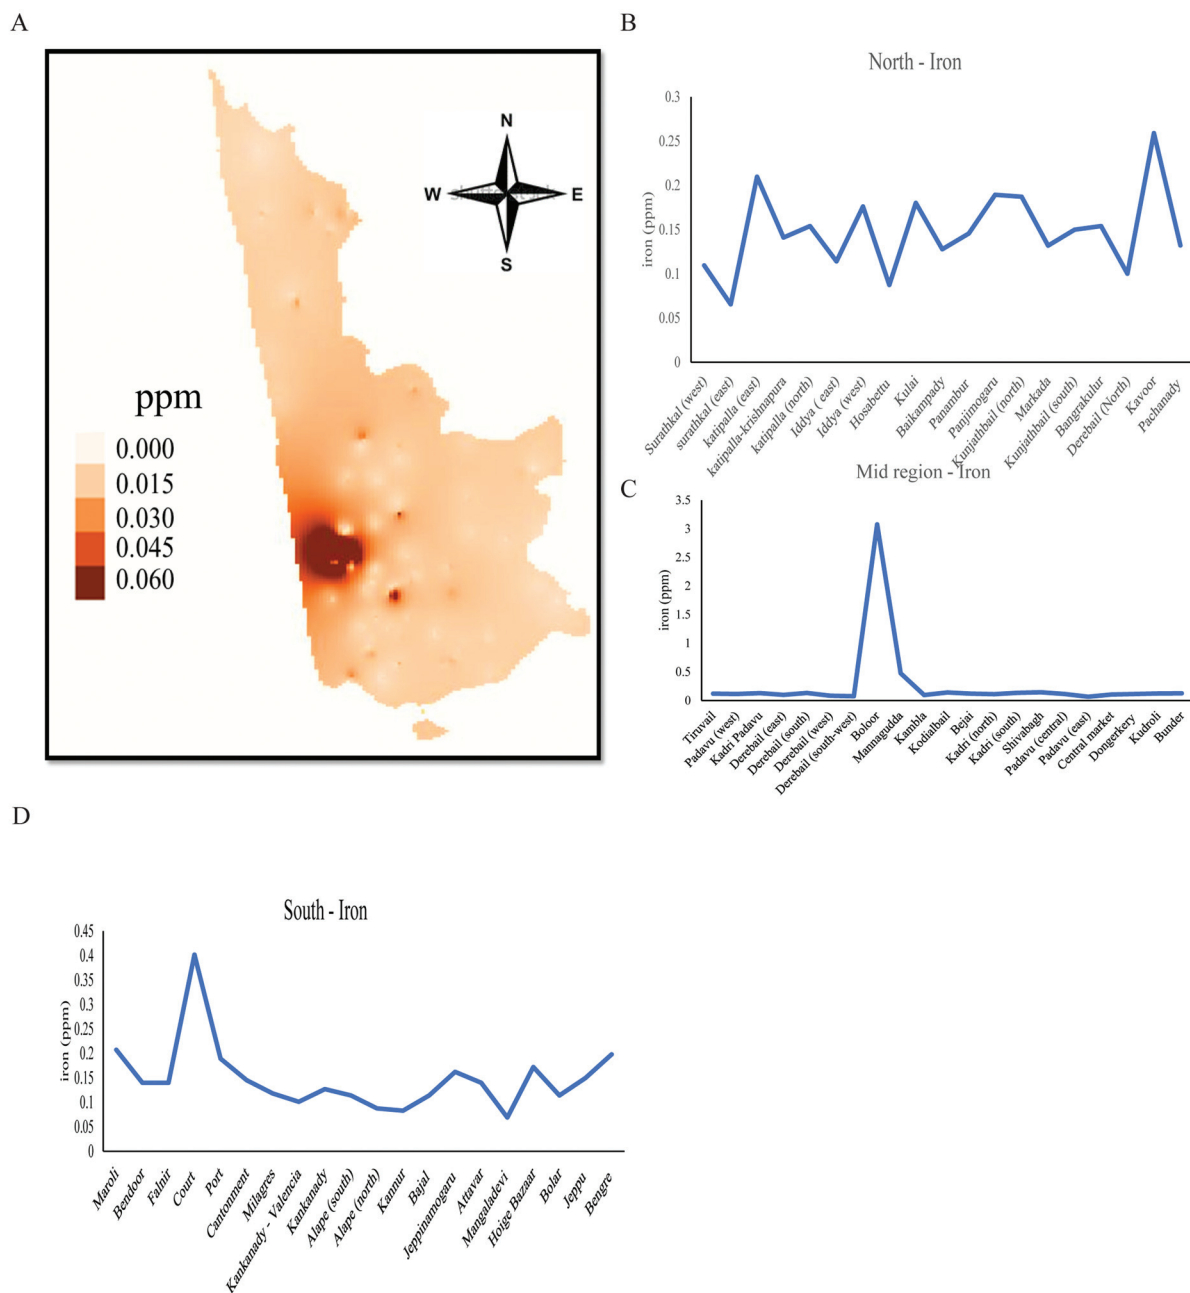 A
N
W
E
S
shutterstock
ppm
0.000
0.015
0.030
0.045
0.060
B
North - Iron
iron (ppm)
0.3
0.25
0.2
0.15
0.1
0.05
0
Surathkal (west)
surathkal (east)
katipalla (east)
katipalla-krishnapura
katipalla (north)
Iddya ( east)
Iddya (west)
Hosabettu
Kulai
Baikampady
Panambur
Panjimogaru
Kunjathbail (north)
Markada
Kunjathbail (south)
Bangrakulur
Derebail (North)
Kavoor
Pachanady
C
Mid region - Iron
iron (ppm)
3.5
3
2.5
2
1.5
1
0.5
0
Tiruvail
Padavu (west)
Kadri Padavu
Derebail (east)
Derebail (south)
Derebail (west)
Derebail (south-west)
Boloor
Mannagudda
Kambla
Kodialbail
Bejai
Kadri (north)
Kadri (south)
Shivabagh
Padavu (central)
Padavu (east)
Central market
Dongerkery
Kudroli
Bunder
D
South - Iron
iron (ppm)
0.45
0.4
0.35
0.3
0.25
0.2
0.15
0.1
0.05
0
Maroli
Bendoor
Falnir
Court
Port
Cantonment
Milagres
Kankanady - Valencia
Kankanady
Alape (south)
Alape (north)
Kannur
Bajal
Jeppinamogaru
Attavar
Mangaladevi
Hoige Bazaar
Bolar
Jeppu
Bengre